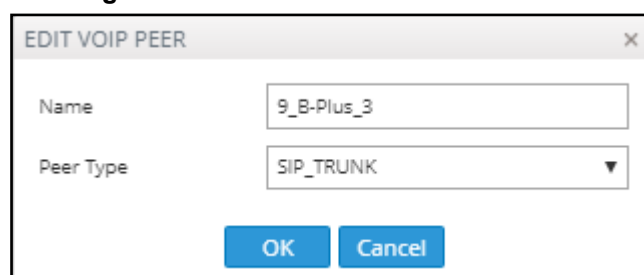 EDIT VOIP PEER ×
Name 9_B-Plus_3
Peer Type SIP_TRUNK ▼
OK Cancel